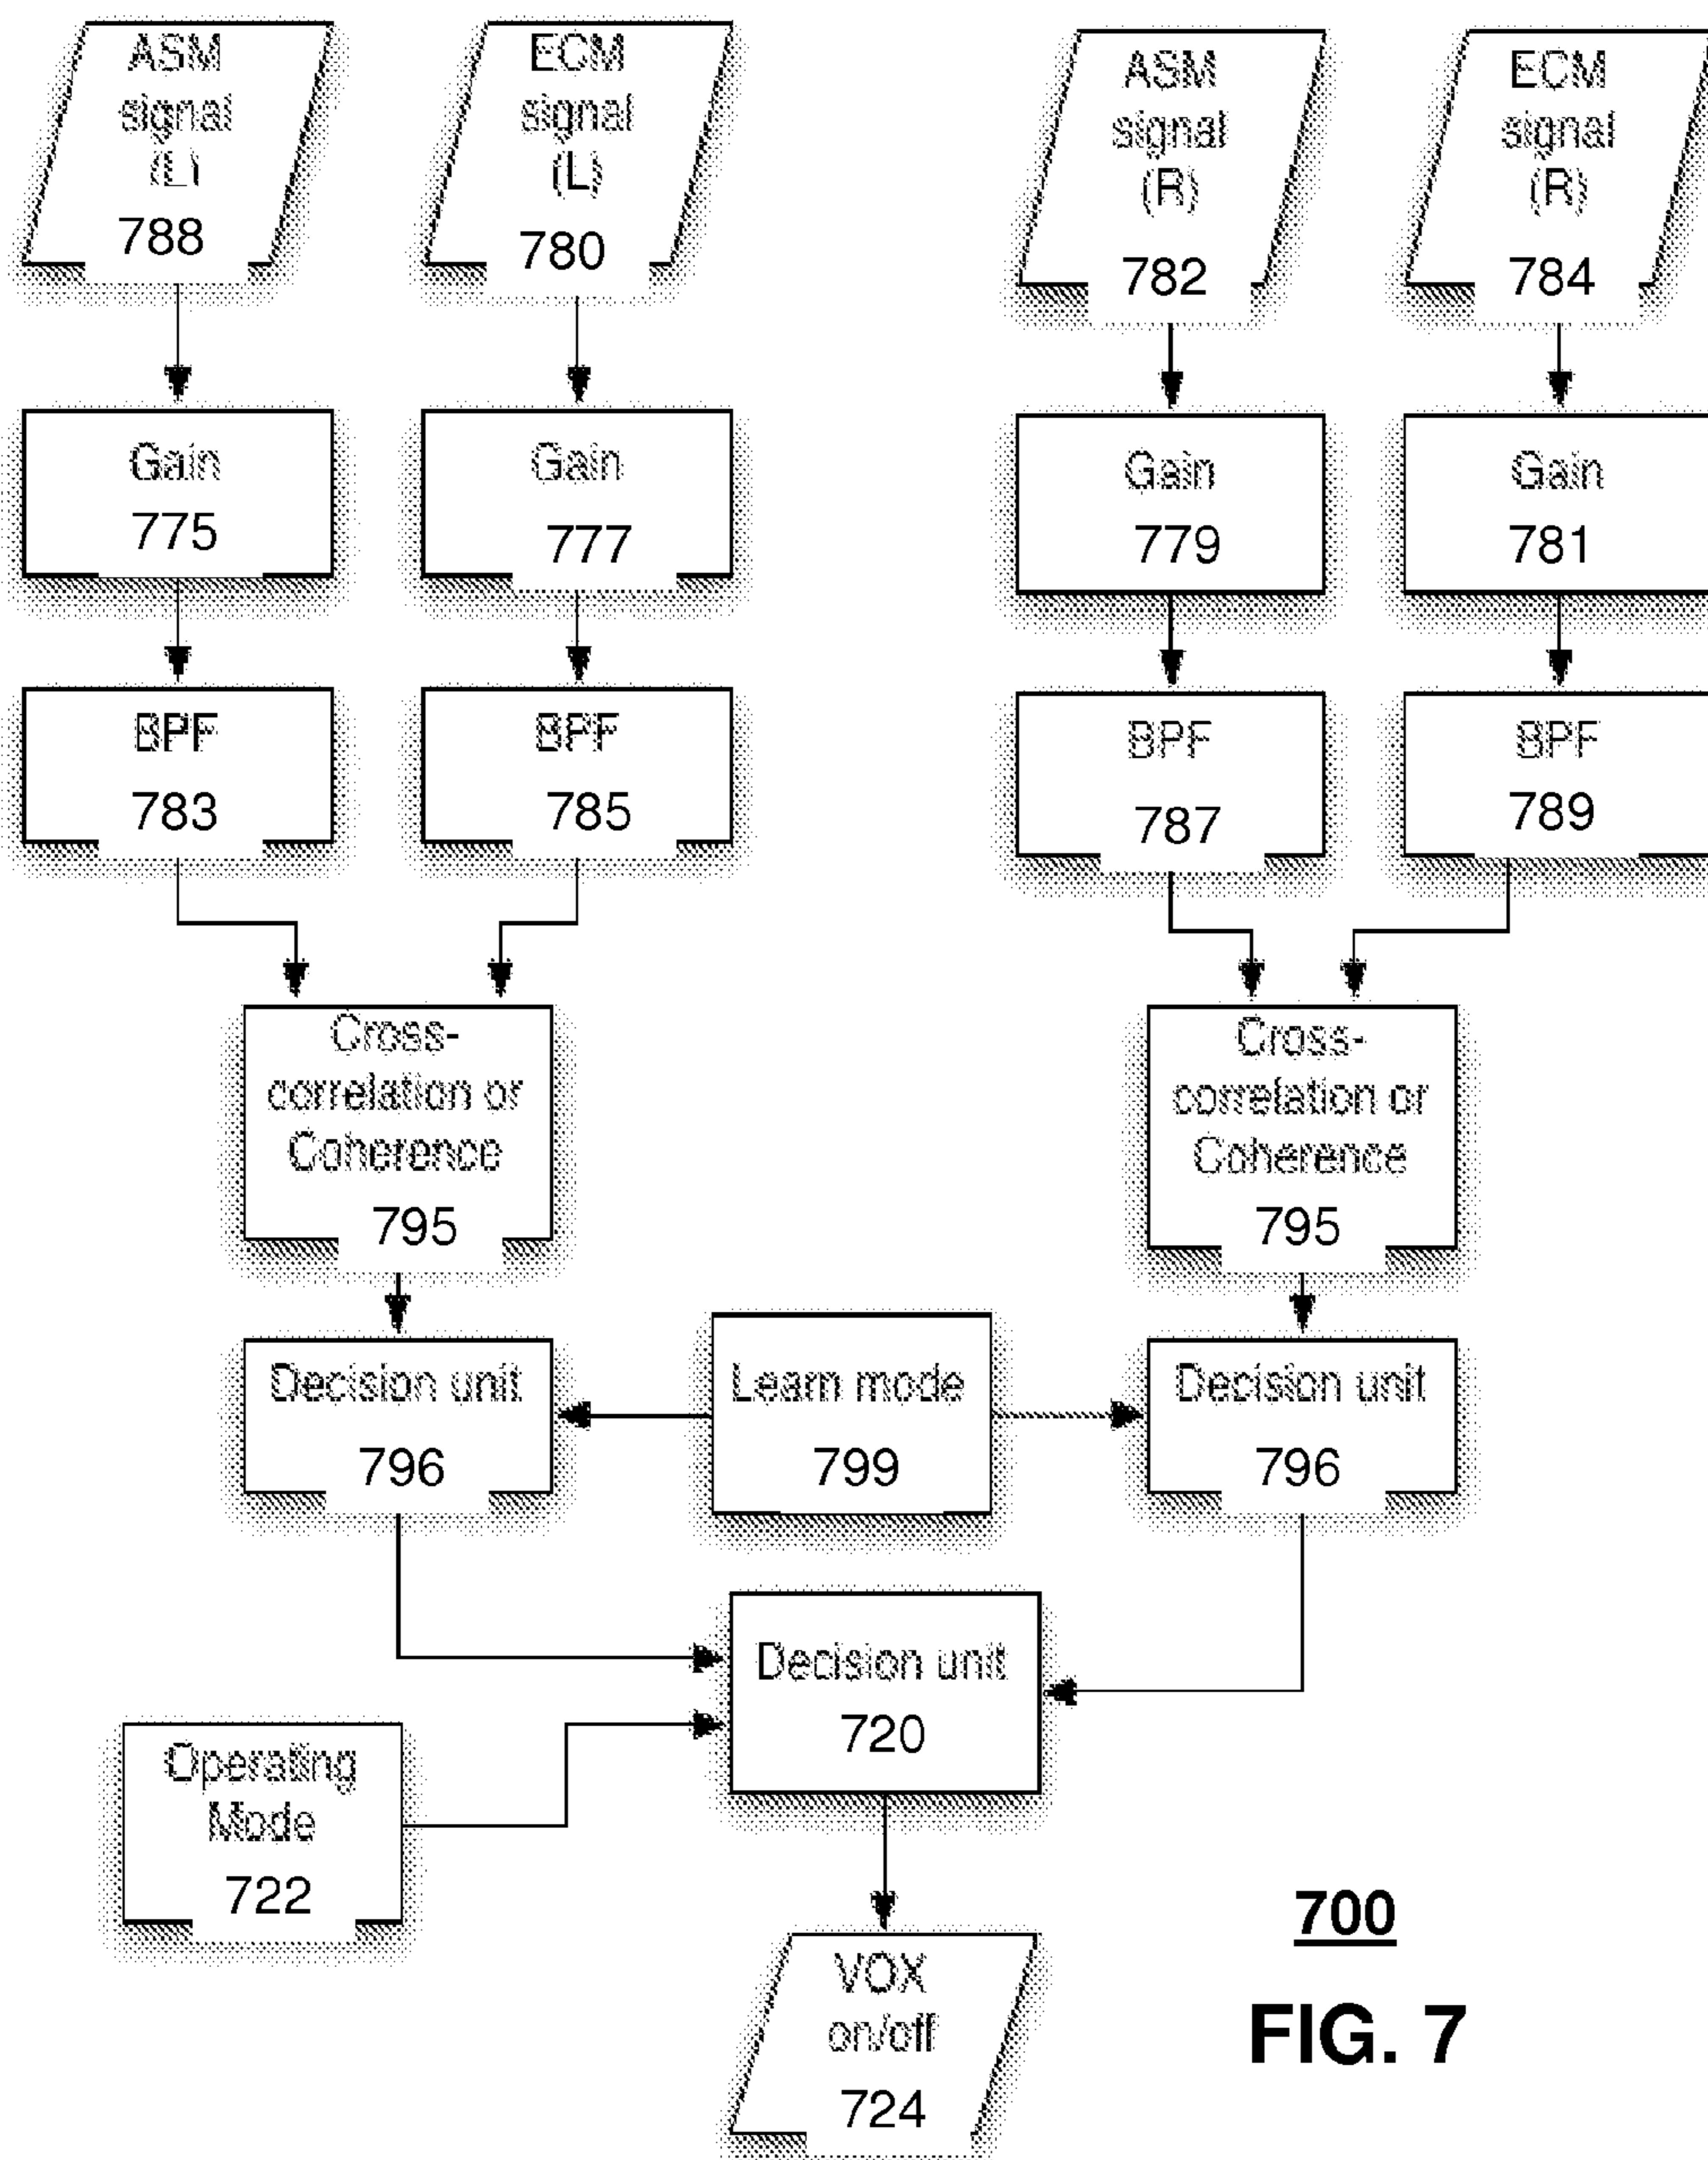 ASM
signal
(L)
788
ECM
signal
(L)
780
ASM
signal
(R)
782
ECM
signal
(R)
784
Gain
775
Gain
777
Gain
779
Gain
781
BPF
783
BPF
785
BPF
787
BPF
789
Cross-
correlation or
Coherence
795
Cross-
correlation or
Coherence
795
Decision unit
796
Learn mode
799
Decision unit
796
Decision unit
720
Operating
Mode
722
VOX
on/off
724
700
FIG. 7